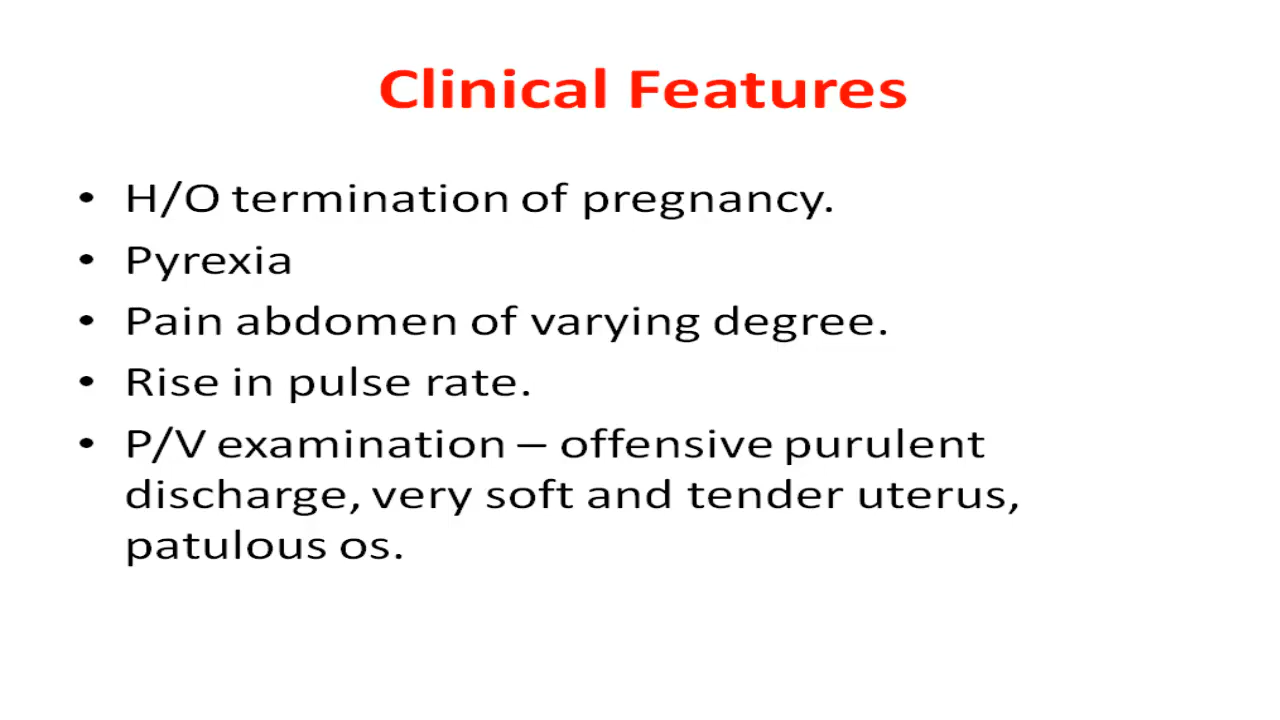 Clinical Features
• H/O termination of pregnancy.
• Pyrexia
• Pain abdomen of varying degree.
• Rise in pulse rate.
• P/V examination – offensive purulent
discharge, very soft and tender uterus,
patulous os.